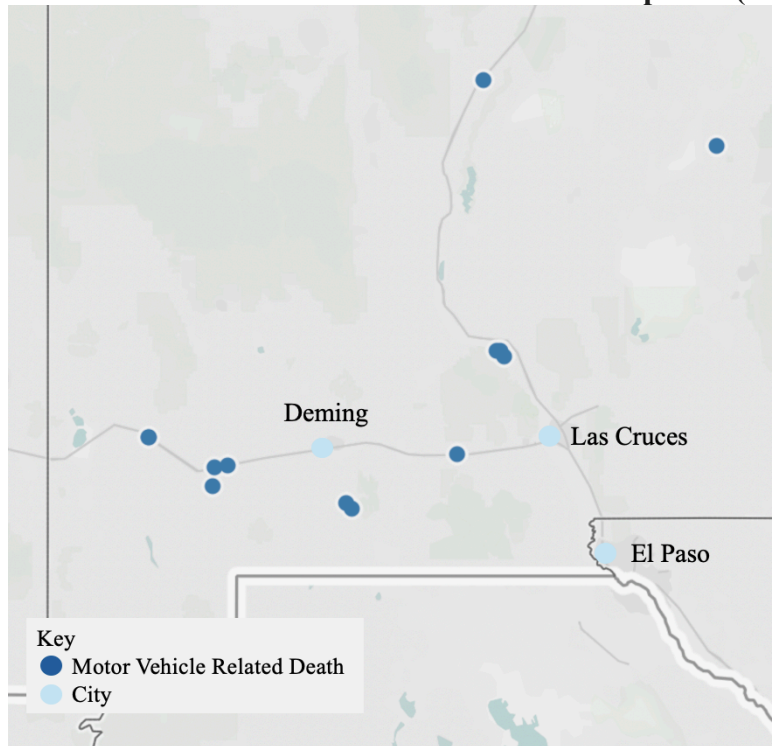 Deming
Las Cruces
El Paso
Key
Motor Vehicle Related Death
City